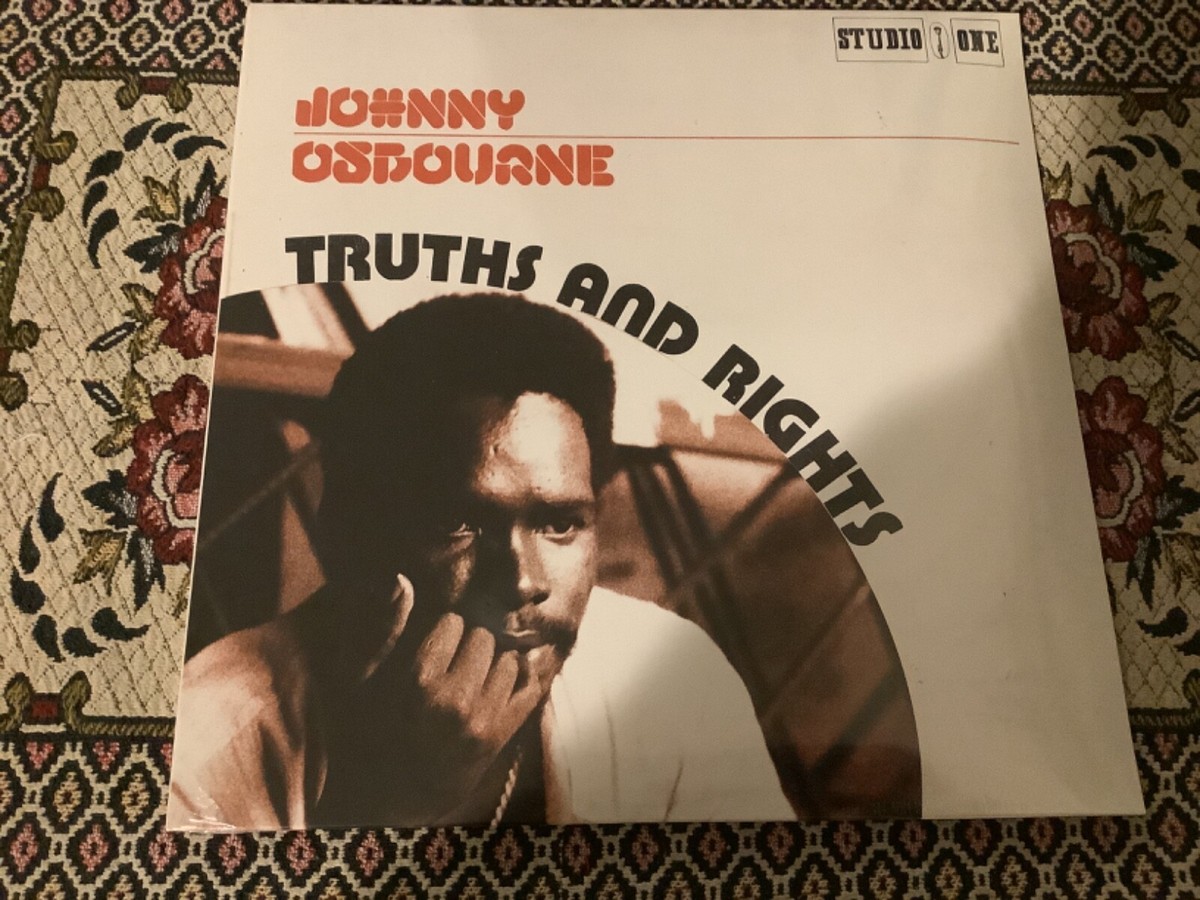 STUDIO ONE
JOHNNY
OSBOURNE
TRUTHS AND RIGHTS